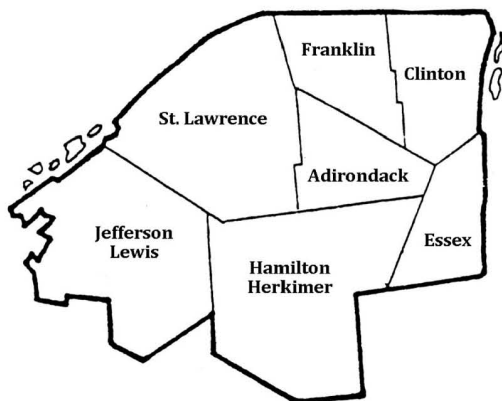 Franklin
Clinton
St. Lawrence
Adirondack
Jefferson
Lewis
Essex
Hamilton
Herkimer